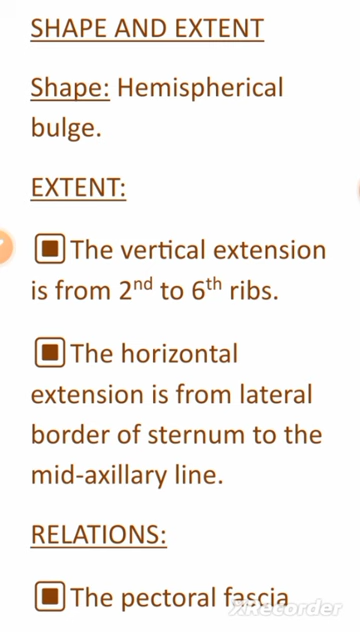 SHAPE AND EXTENT
Shape: Hemispherical
bulge.
EXTENT:
The vertical extension
is from 2nd to 6th ribs.
The horizontal
extension is from lateral
border of sternum to the
mid-axillary line.
RELATIONS:
The pectoral fascia
XRecorder